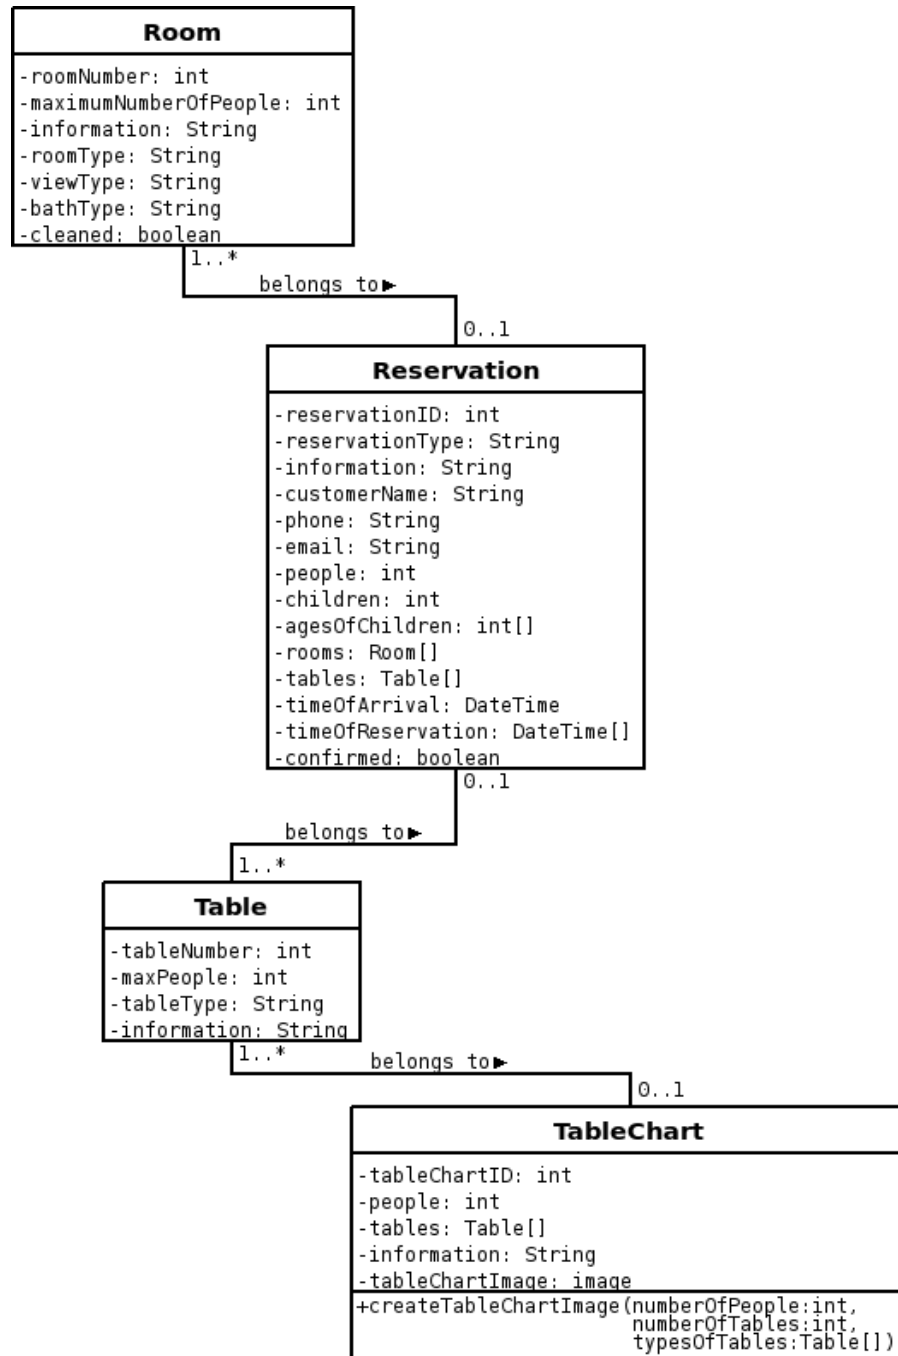 Room
-roomNumber: int
-maximumNumberOfPeople: int
-information: String
-roomType: String
-viewType: String
-bathType: String
-cleaned: boolean
1..*
belongs to▶
0..1
Reservation
-reservationID: int
-reservationType: String
-information: String
-customerName: String
-phone: String
-email: String
-people: int
-children: int
-agesOfChildren: int[]
-rooms: Room[]
-tables: Table[]
-timeOfArrival: DateTime
-timeOfReservation: DateTime[]
-confirmed: boolean
0..1
belongs to▶
1..*
Table
-tableNumber: int
-maxPeople: int
-tableType: String
-information: String
1..*
belongs to▶
0..1
TableChart
-tableChartID: int
-people: int
-tables: Table[]
-information: String
-tableChartImage: image
+createTableChartImage(numberOfPeople:int,
numberOfTables:int,
typesOfTables:Table[])